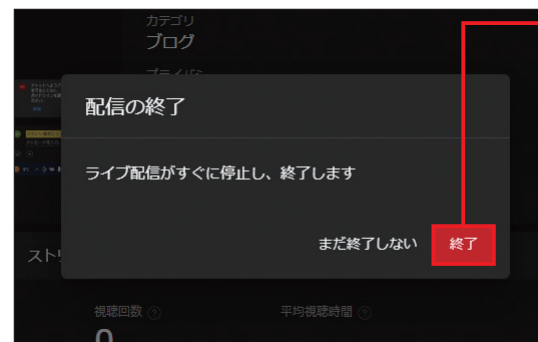 カテゴリ
ブログ
配信の終了
ライブ配信がすぐに停止し、終了します
まだ終了しない 終了
視聴回数 平均視聴時間
0